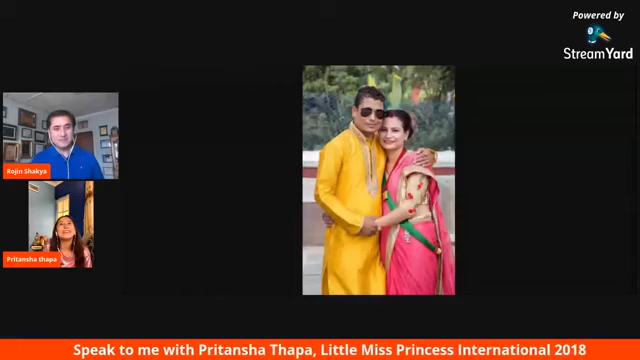 Powered by
StreamYard
Rojin Shakya
Pritansha thapa
Speak to me with Pritansha Thapa, Little Miss Princess International 2018